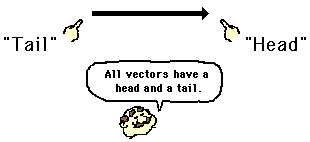 "Tail" "Head"
All vectors have a
head and a tail.